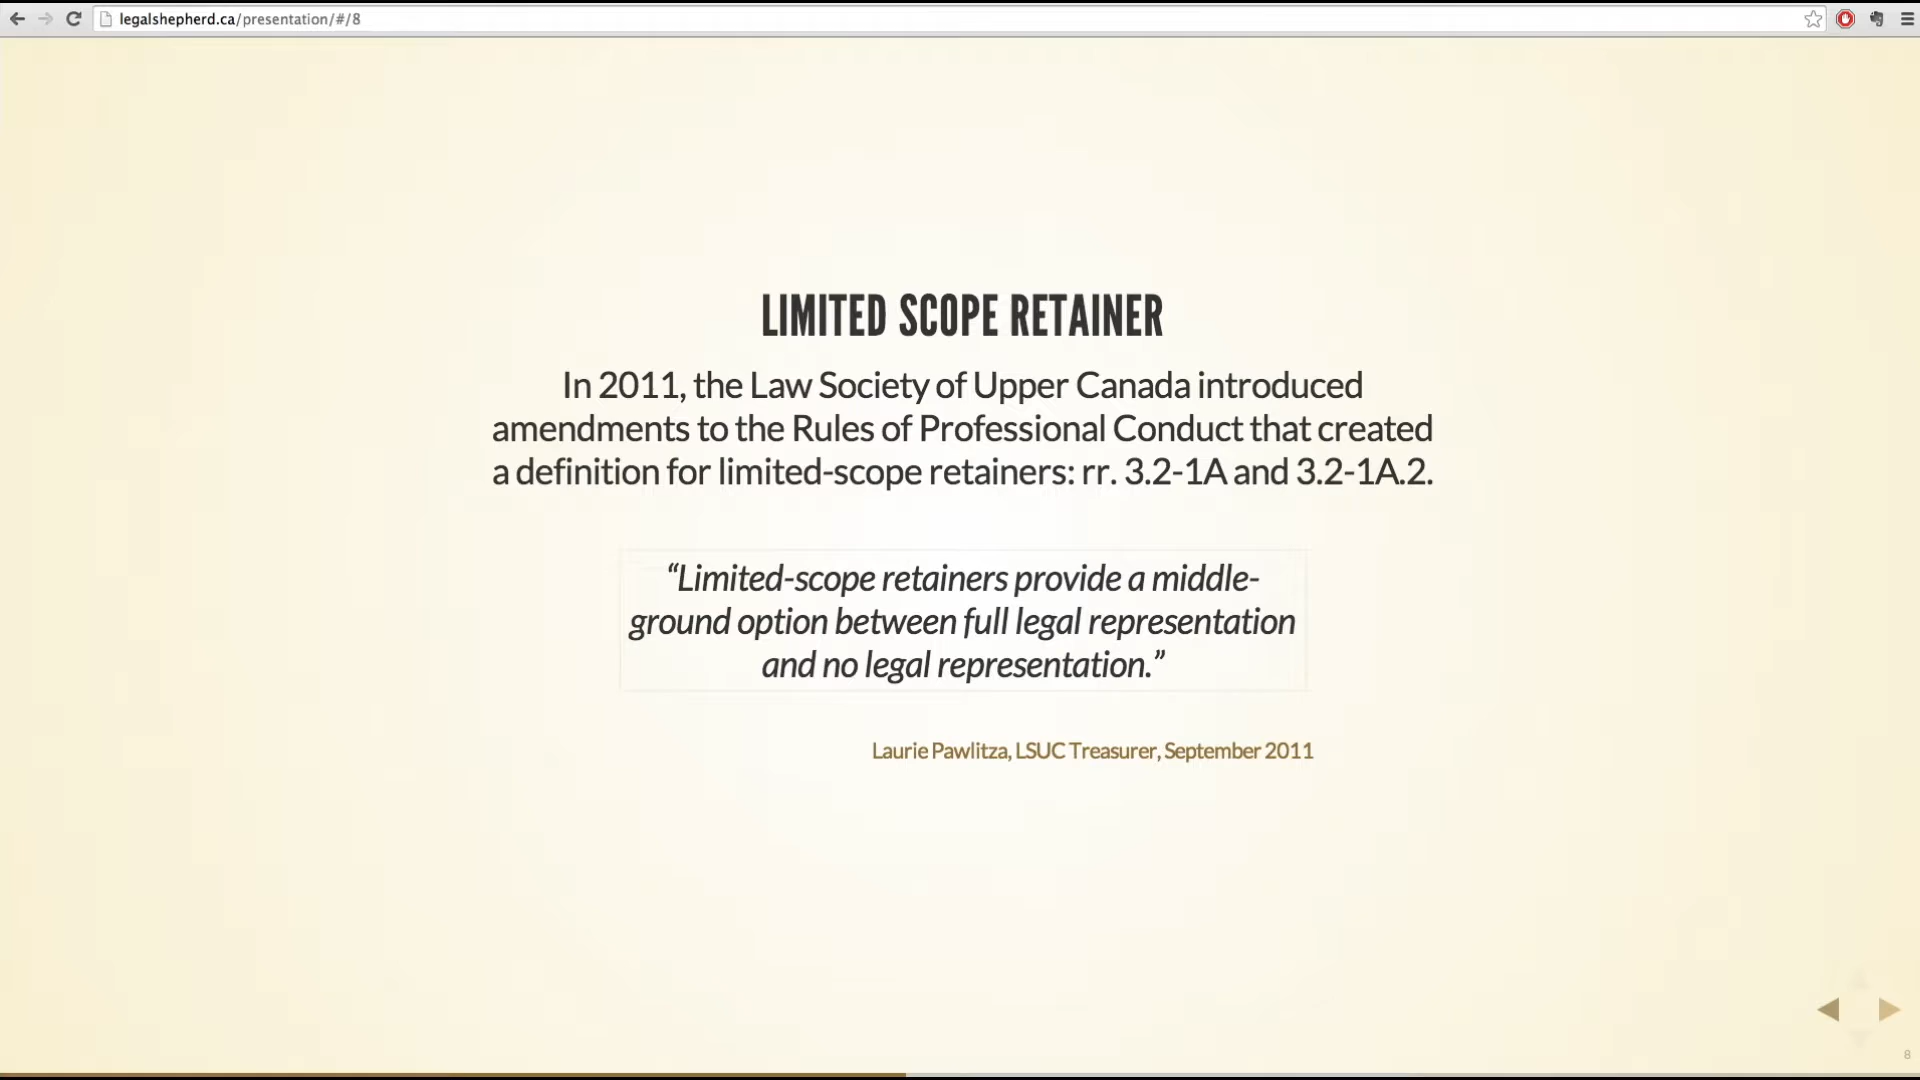 legalshepherd.ca/presentation/#/8
LIMITED SCOPE RETAINER
In 2011, the Law Society of Upper Canada introduced
amendments to the Rules of Professional Conduct that created
a definition for limited-scope retainers: rr. 3.2-1A and 3.2-1A.2.
“Limited-scope retainers provide a middle-
ground option between full legal representation
and no legal representation.”
Laurie Pawlitza, LSUC Treasurer, September 2011
8